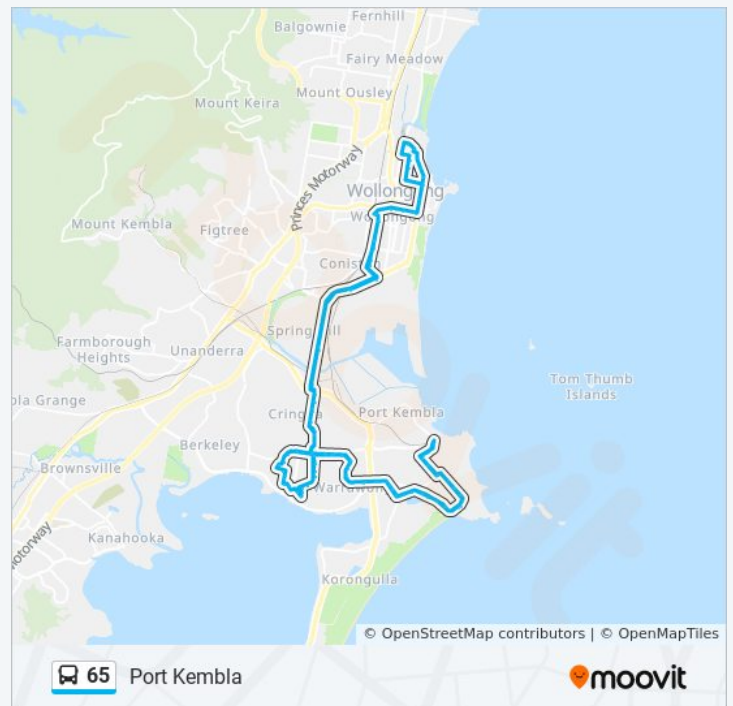 Fernhill
Balgownie
Fairy Meadow
Mount Ousley
Mount Keira
Princes Motorway
Wollongong
Mount Kembla
Figtree
Coniston
Spring Hill
Farmborough
Heights
Unanderra
Tom Thumb
Islands
ola Grange
Cringila
Port Kembla
Berkeley
Brownsville
Warrawong
Kanahooka
Motorway
Korongulla
© OpenStreetMap contributors | © OpenMapTiles
65 Port Kembla
moovit